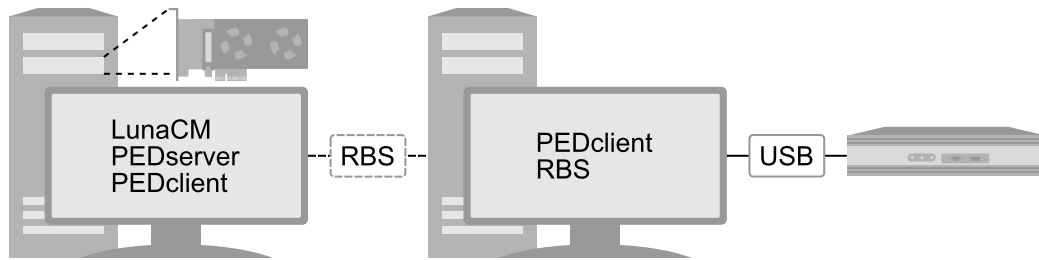 LunaCM
PEDserver
PEDclient
RBS
PEDclient
RBS
USB